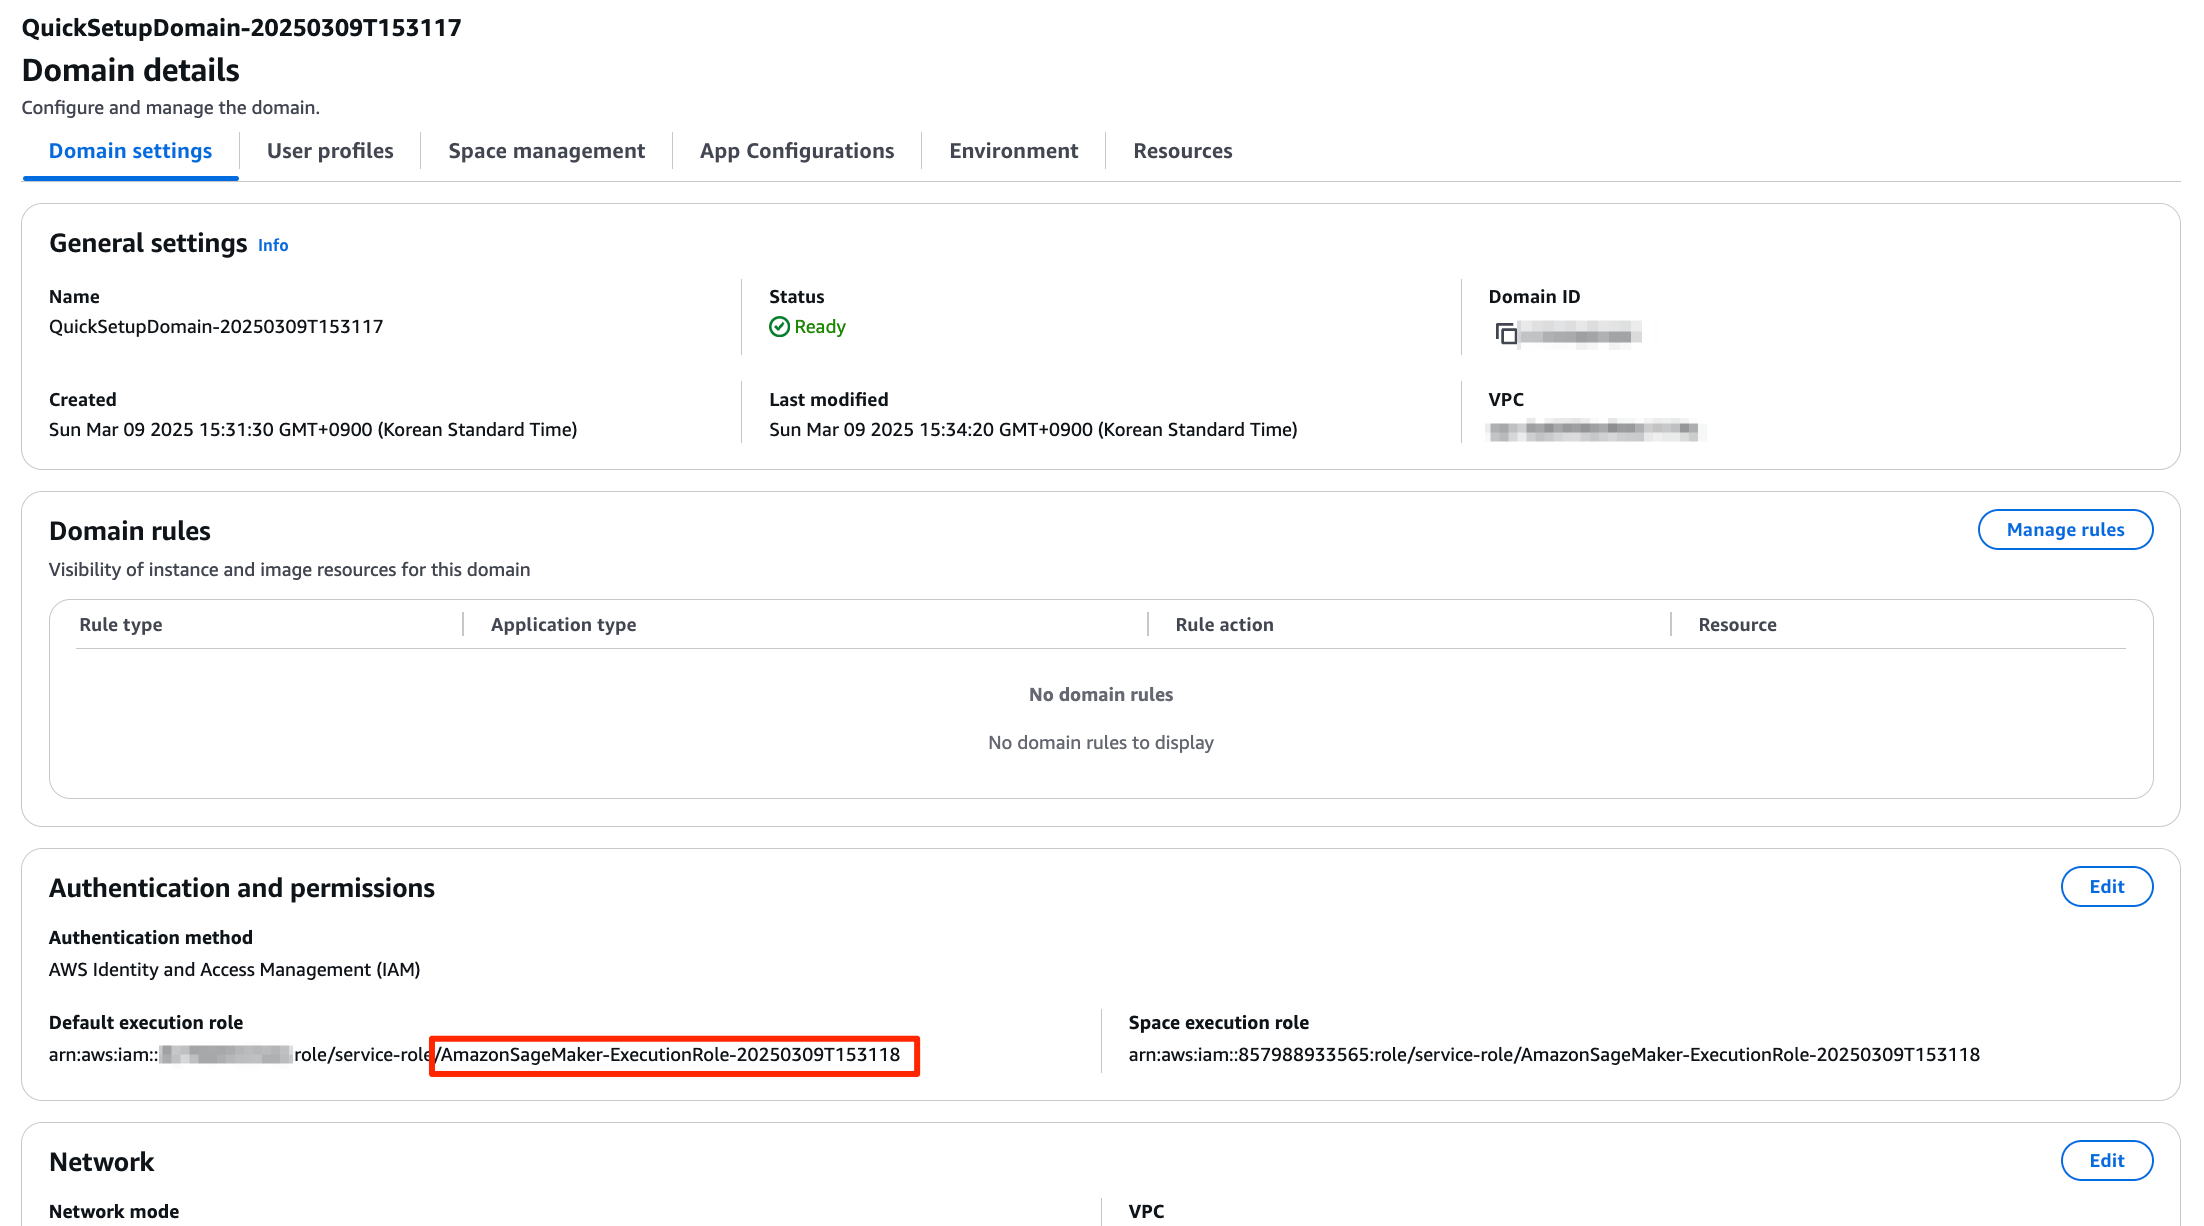 QuickSetupDomain-20250309T153117
Domain details
Configure and manage the domain.
Domain settings User profiles Space management App Configurations Environment Resources
General settings Info
Name Status Domain ID
QuickSetupDomain-20250309T153117 Ready
Created Last modified VPC
Sun Mar 09 2025 15:31:30 GMT+0900 (Korean Standard Time) Sun Mar 09 2025 15:34:20 GMT+0900 (Korean Standard Time)
Domain rules Manage rules
Visibility of instance and image resources for this domain
Rule type Application type Rule action Resource
No domain rules
No domain rules to display
Authentication and permissions Edit
Authentication method
AWS Identity and Access Management (IAM)
Default execution role Space execution role
arn:aws:iam:: role/service-role/AmazonSageMaker-ExecutionRole-20250309T153118 arn:aws:iam::857988933565:role/service-role/AmazonSageMaker-ExecutionRole-20250309T153118
Network Edit
Network mode VPC